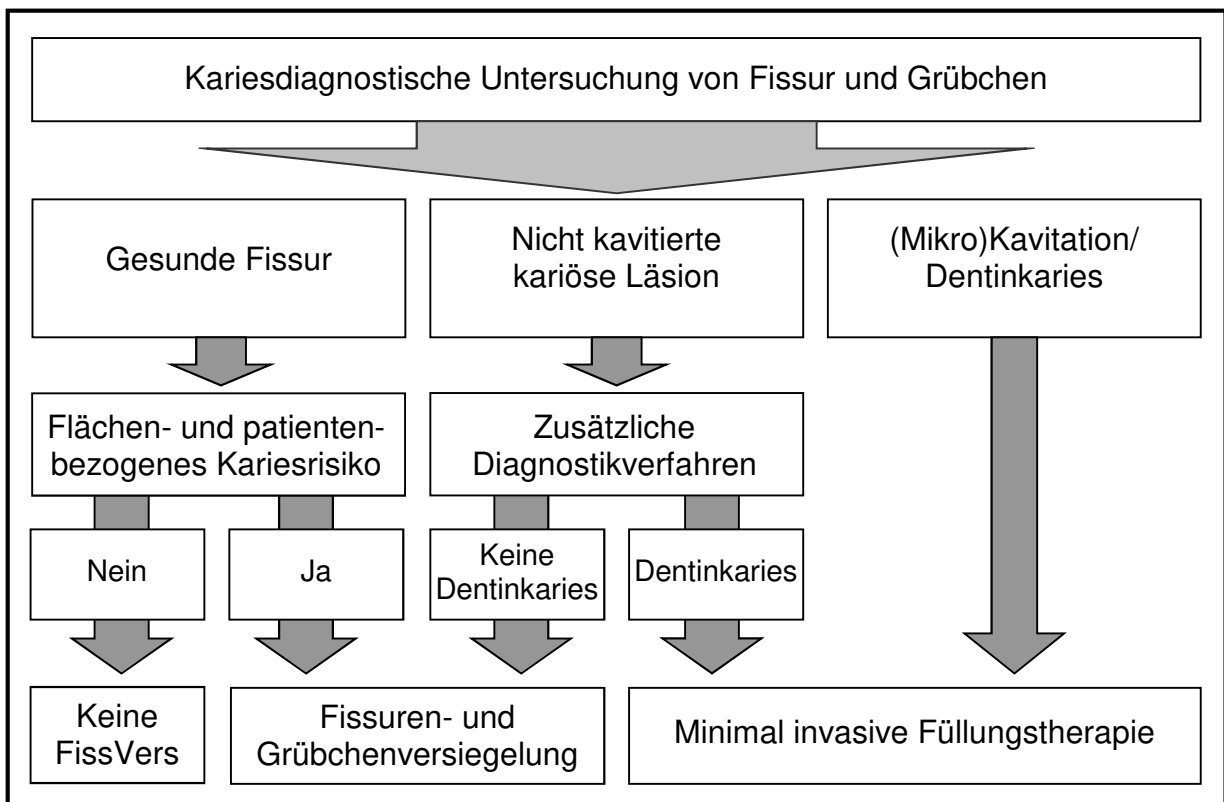 Kariesdiagnostische Untersuchung von Fissur und Grübchen
Gesunde Fissur
Nicht kavitierte
kariöse Läsion
(Mikro)Kavitation/
Dentinkaries
Flächen- und patienten-
bezogenes Kariesrisiko
Zusätzliche
Diagnostikverfahren
Nein
Ja
Keine
Dentinkaries
Dentinkaries
Keine
FissVers
Fissuren- und
Grübchenversiegelung
Minimal invasive Füllungstherapie